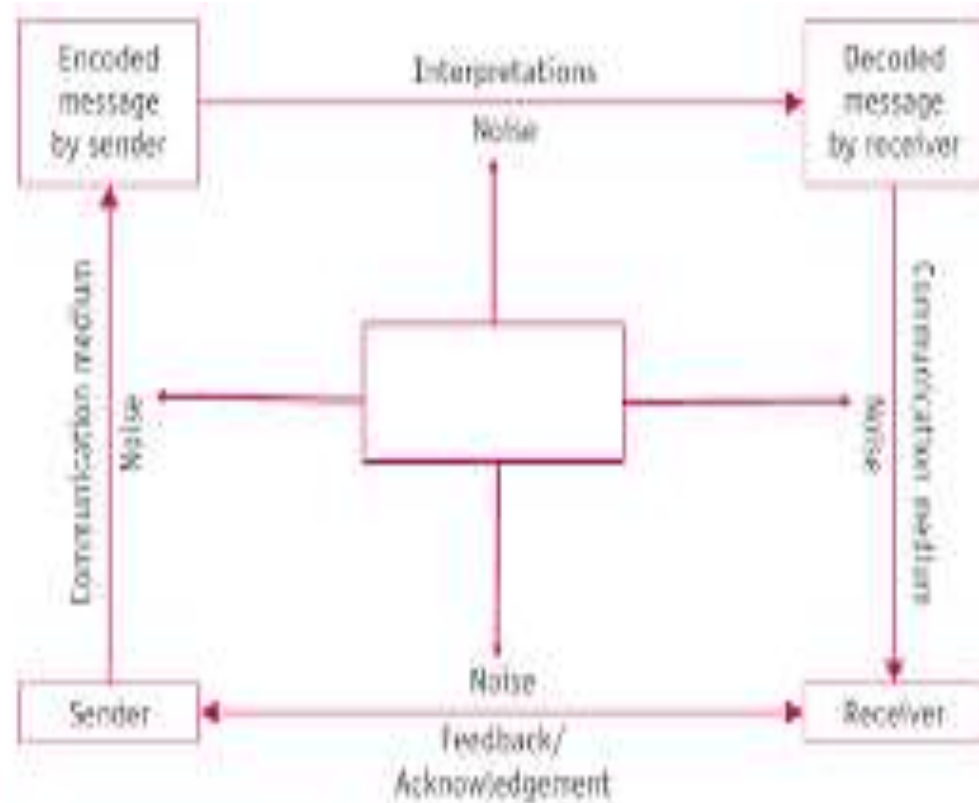 Encoded
message
by sender
Interpretations
Noise
Decoded
message
by receiver
Communication medium
Noise
Noise
Communication medium
Sender
Noise
Feedback/
Acknowledgement
Receiver